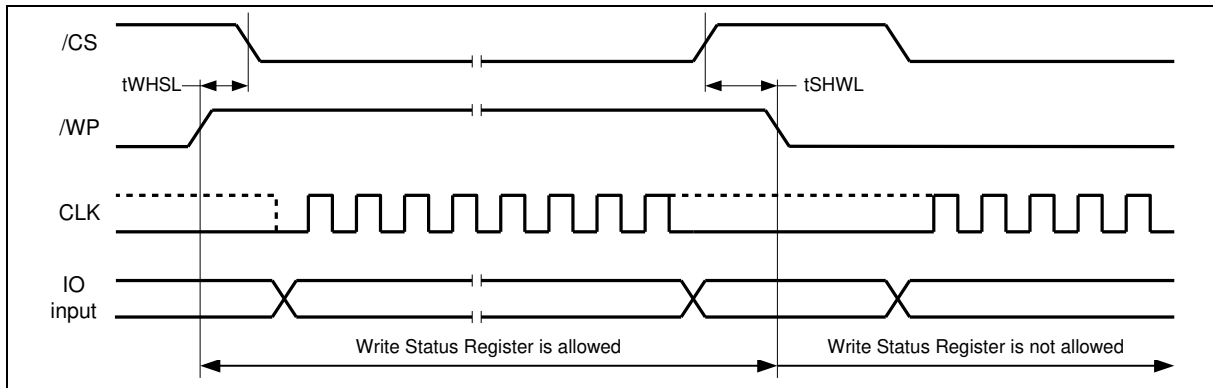 /CS
tWHSL
tSHWL
/WP
CLK
IO
input
Write Status Register is allowed
Write Status Register is not allowed